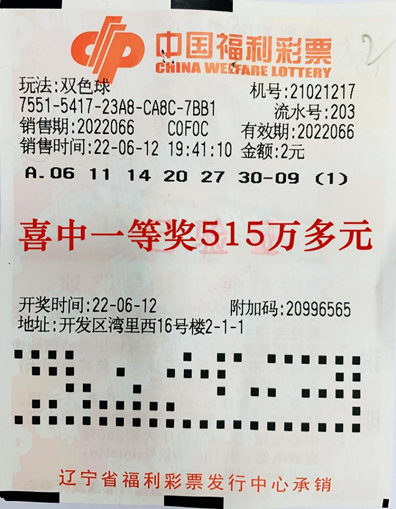 中国福利彩票
CHINA WELFARE LOTTERY
玩法:双色球 机号:21021217
7551-5417-23A8-CA8C-7BB1 流水号:203
销售期:2022066 C0F0C 有效期:2022066
销售时间:22-06-12 19:41:10 金额:2元
A.06 11 14 20 27 30-09 (1)
喜中一等奖515万多元
开奖时间:22-06-12 附加码:20996565
地址:开发区湾里西16号楼2-1-1
辽宁省福利彩票发行中心承销